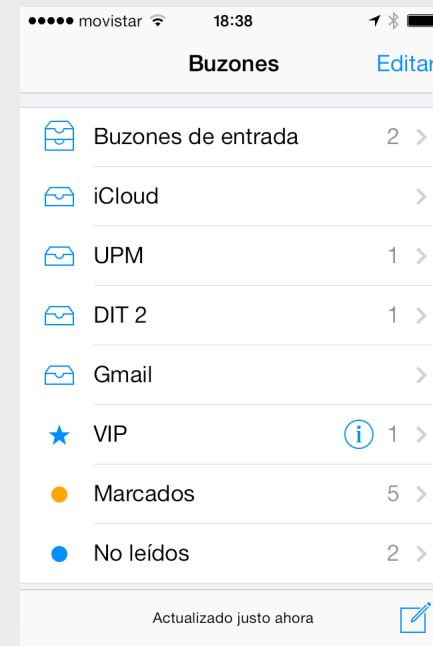 movistar 18:38
Buzones Editar
Buzones de entrada 2
iCloud
UPM 1
DIT 2 1
Gmail
VIP i 1
Marcados 5
No leídos 2
Actualizado justo ahora